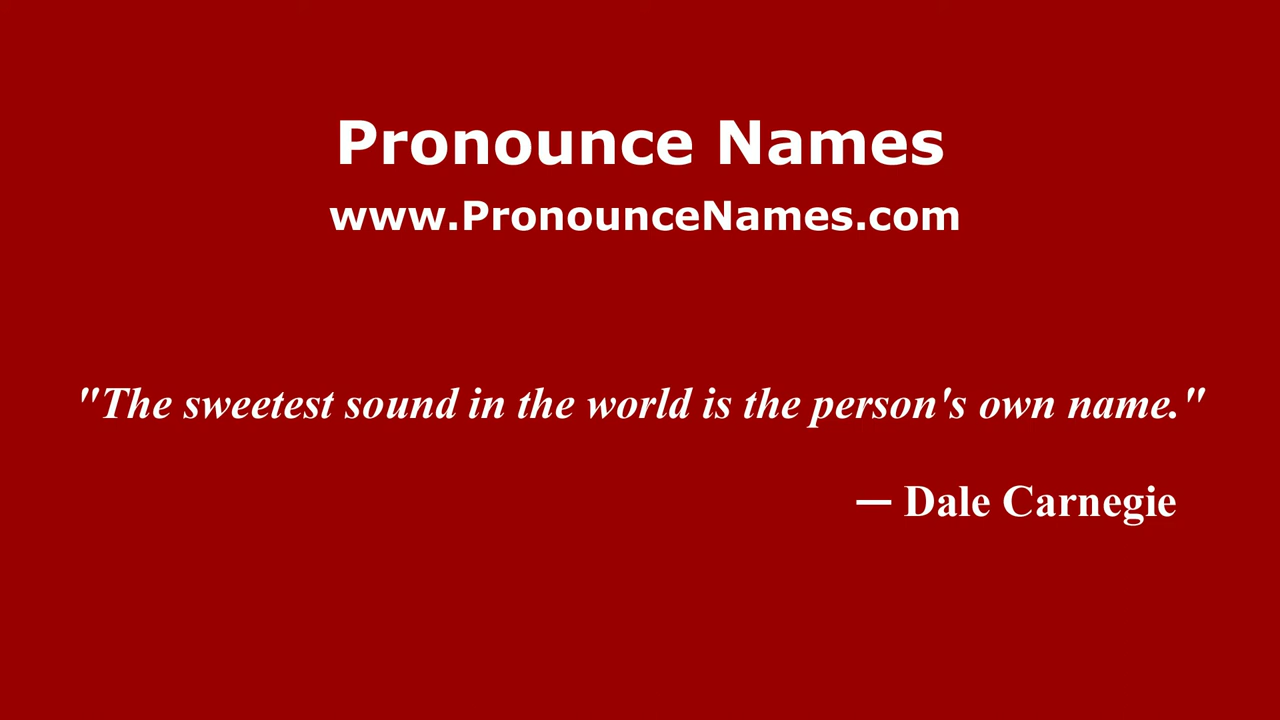 Pronounce Names
www.PronounceNames.com
"The sweetest sound in the world is the person's own name."
— Dale Carnegie